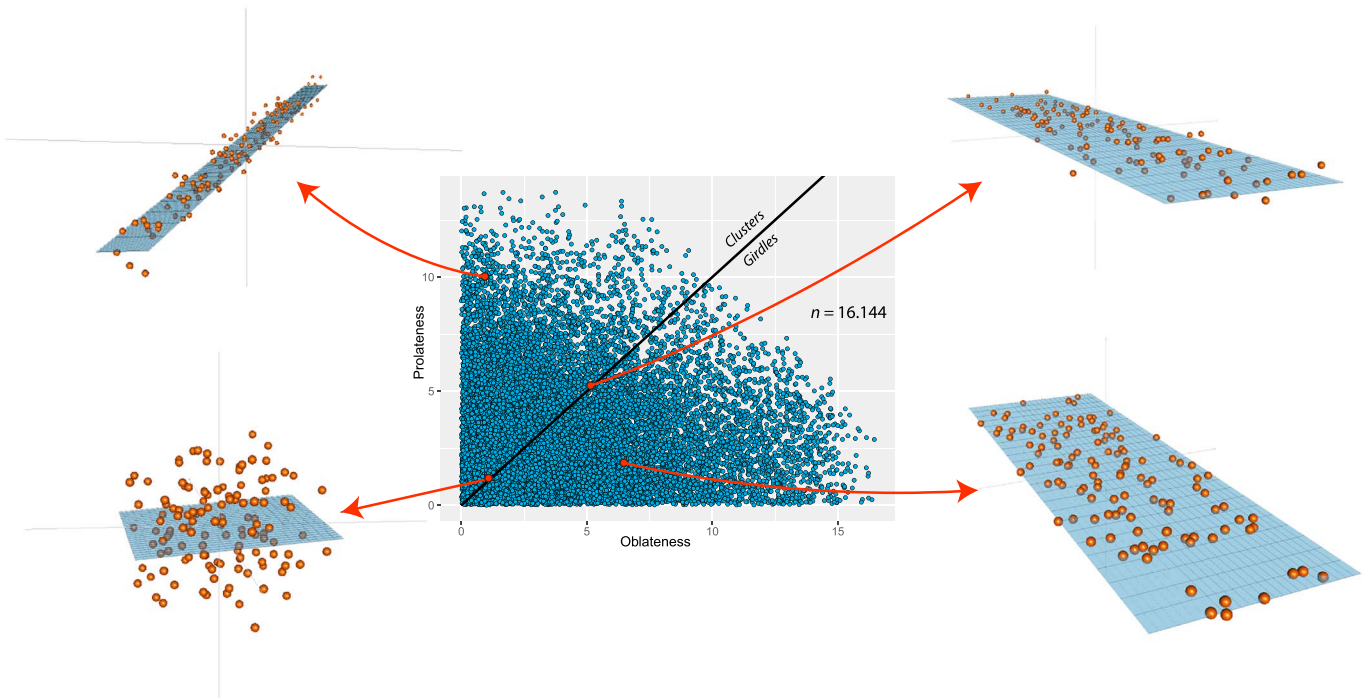 Clusters
Girdles
n = 16.144
Prolateness
10
5
0
0
5
10
15
Oblateness